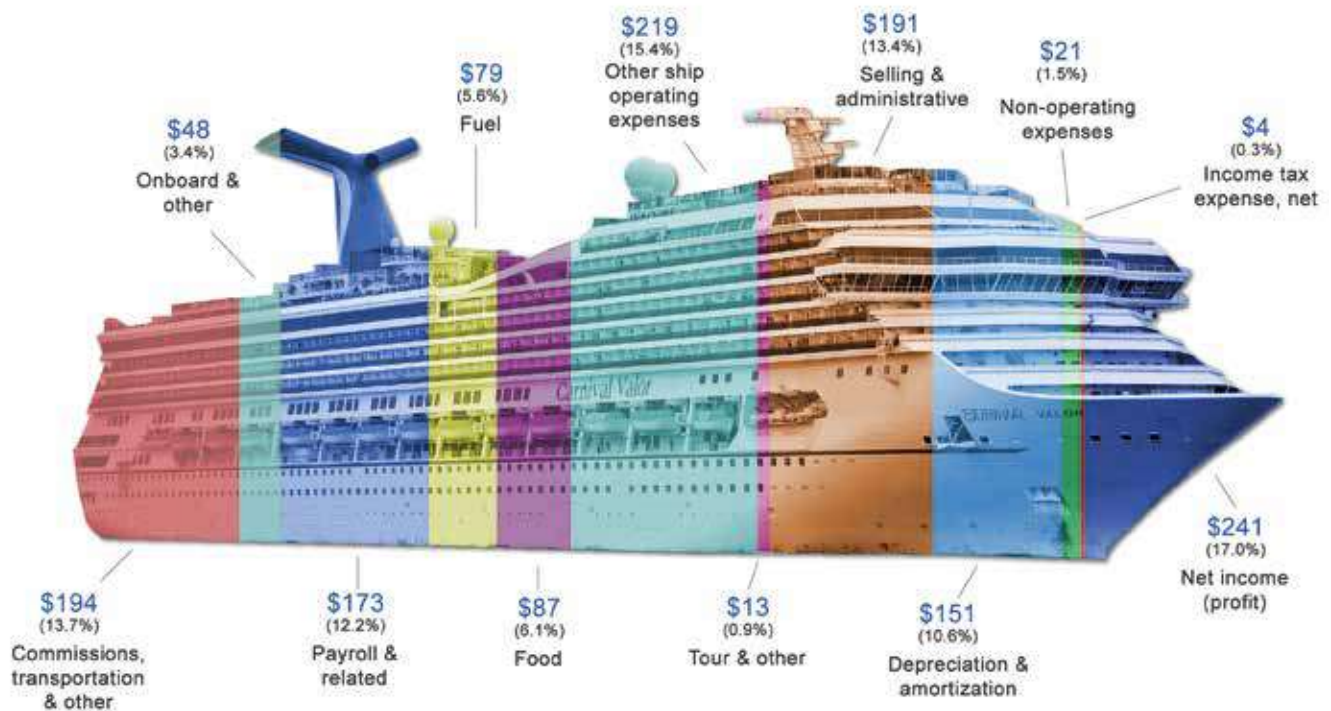 $219
(15.4%)
Other ship
operating
expenses
$191
(13.4%)
Selling &
administrative
$21
(1.5%)
Non-operating
expenses
$79
(5.6%)
Fuel
$4
(0.3%)
Income tax
expense, net
$48
(3.4%)
Onboard &
other
Carnival Valor
$241
(17.0%)
Net income
(profit)
$194
(13.7%)
Commissions,
transportation
& other
$173
(12.2%)
Payroll &
related
$87
(6.1%)
Food
$13
(0.9%)
Tour & other
$151
(10.6%)
Depreciation &
amortization